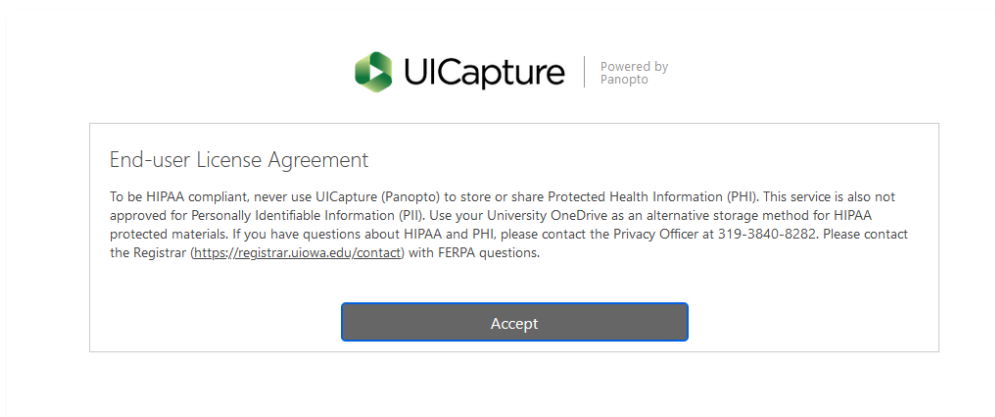 UICapture
Powered by
Panopto
End-user License Agreement
To be HIPAA compliant, never use UICapture (Panopto) to store or share Protected Health Information (PHI). This service is also not
approved for Personally Identifiable Information (PII). Use your University OneDrive as an alternative storage method for HIPAA
protected materials. If you have questions about HIPAA and PHI, please contact the Privacy Officer at 319-3840-8282. Please contact
the Registrar (https://registrar.uiowa.edu/contact) with FERPA questions.
Accept